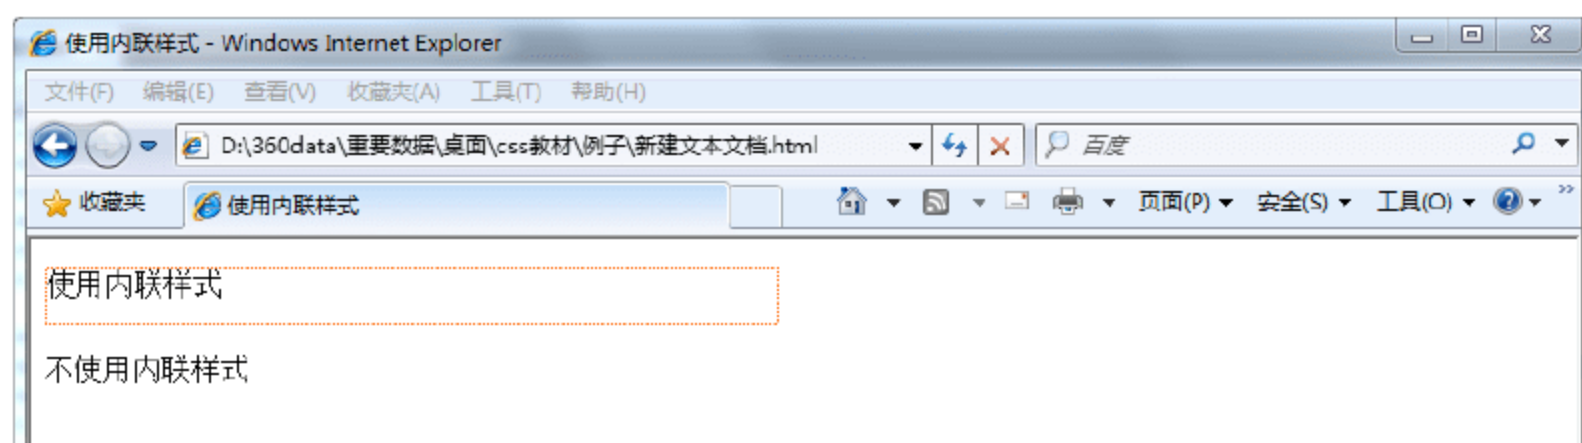 使用内联样式 - Windows Internet Explorer
文件(F) 编辑(E) 查看(V) 收藏夹(A) 工具(T) 帮助(H)
D:\360data\重要数据\桌面\css教材\例子\新建文本文档.html 百度
收藏夹 使用内联样式 页面(P) 安全(S) 工具(O)
使用内联样式
不使用内联样式